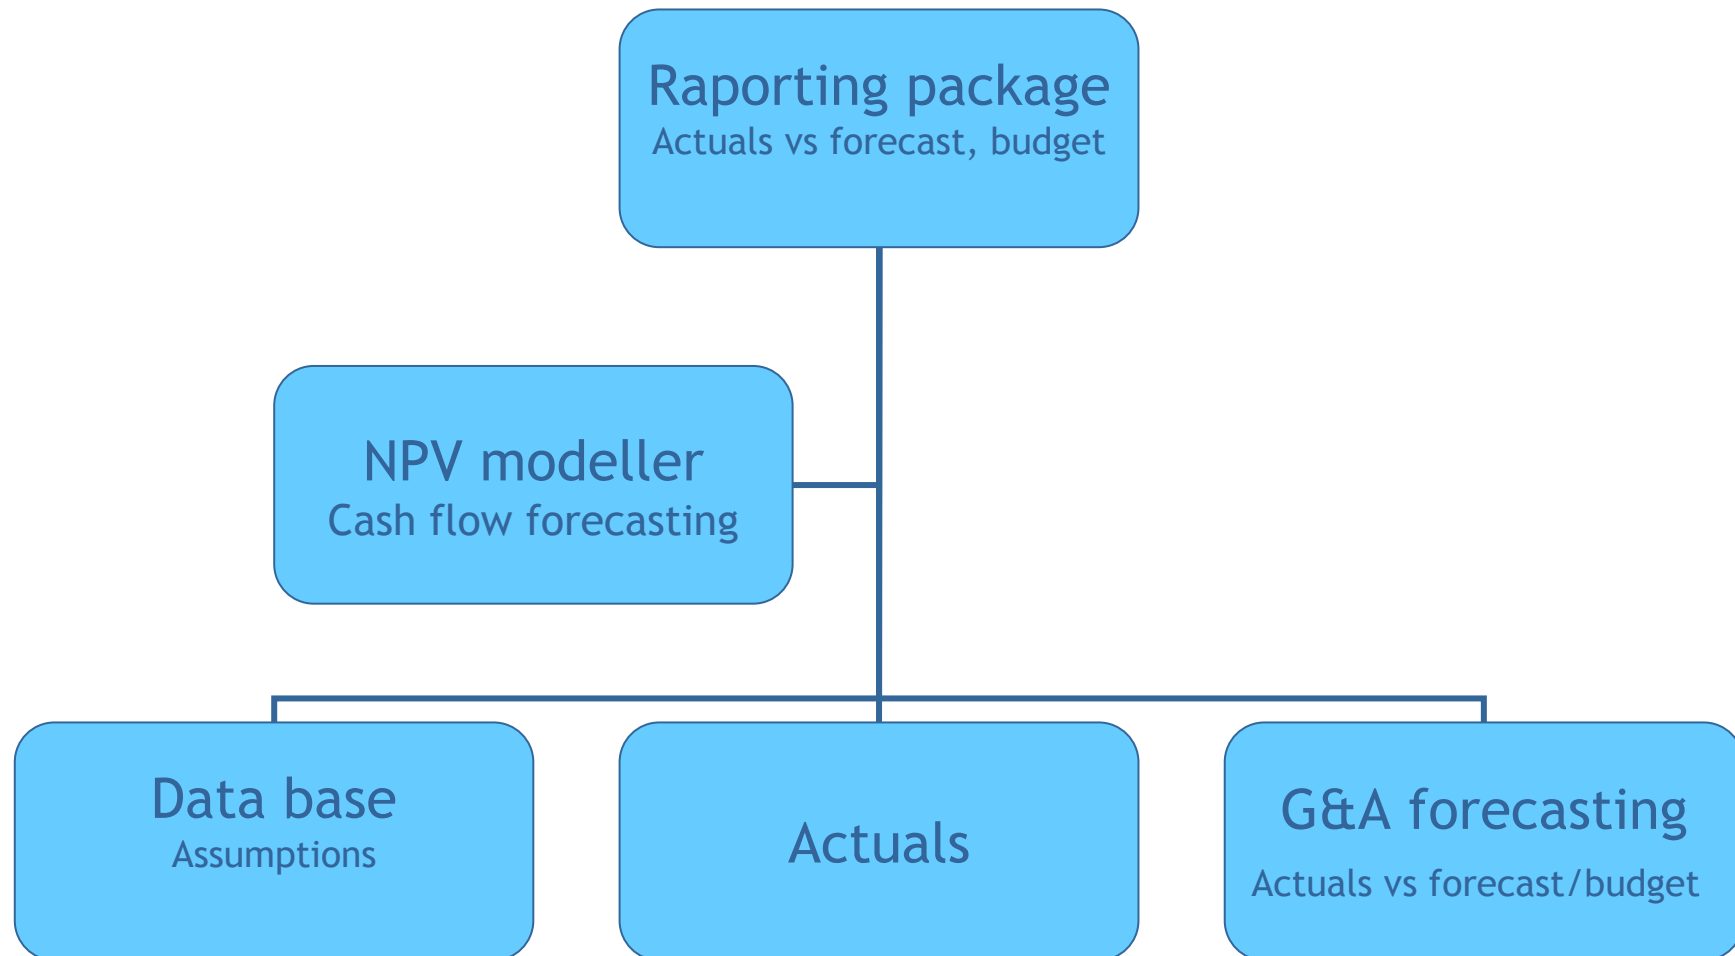 Raporting package
Actuals vs forecast, budget
NPV modeller
Cash flow forecasting
Data base
Assumptions
Actuals
G&A forecasting
Actuals vs forecast/budget